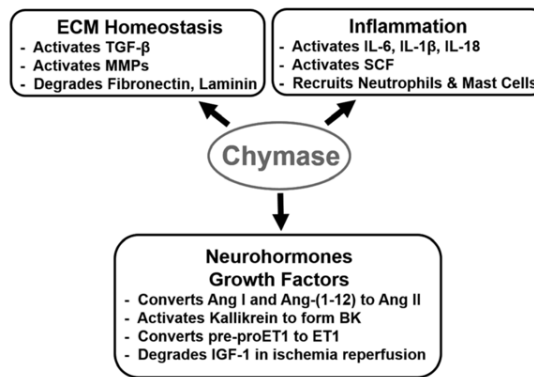 ECM Homeostasis
- Activates TGF-β
- Activates MMPs
- Degrades Fibronectin, Laminin
Inflammation
- Activates IL-6, IL-1β, IL-18
- Activates SCF
- Recruits Neutrophils & Mast Cells
Chymase
Neurohormones
Growth Factors
- Converts Ang I and Ang-(1-12) to Ang II
- Activates Kallikrein to form BK
- Converts pre-proET1 to ET1
- Degrades IGF-1 in ischemia reperfusion